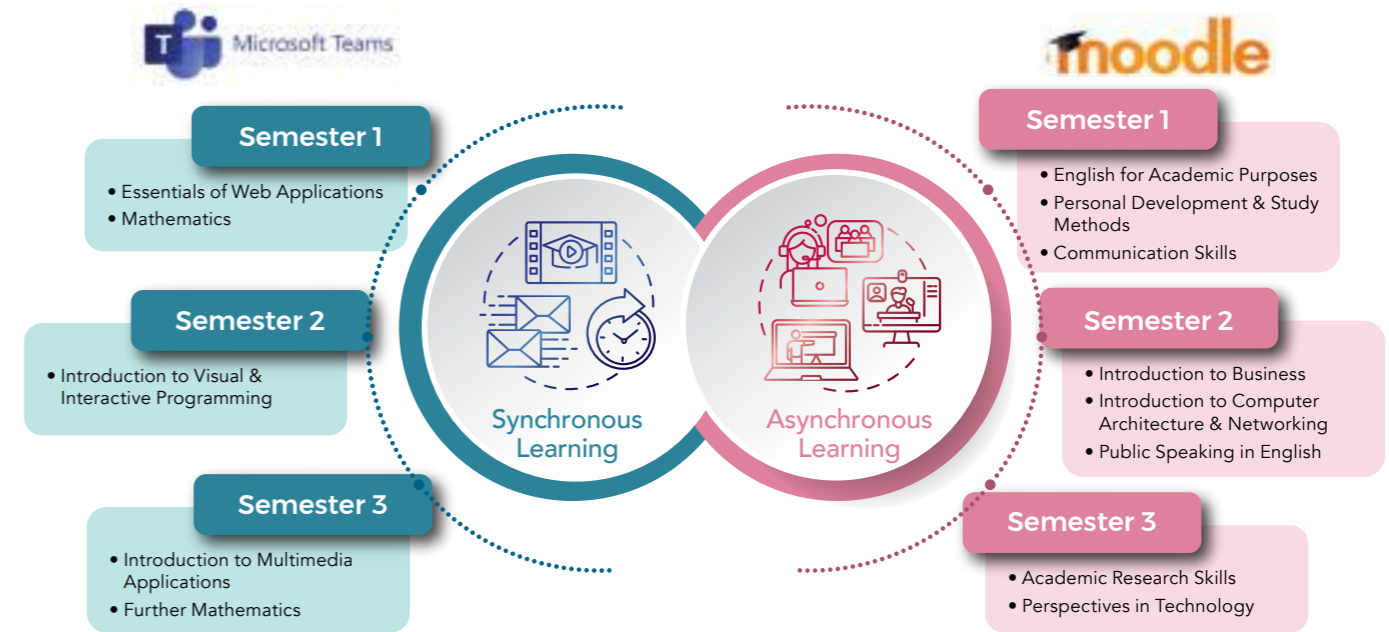 Microsoft Teams
Semester 1
• Essentials of Web Applications
• Mathematics
Semester 2
• Introduction to Visual &
Interactive Programming
Semester 3
• Introduction to Multimedia
Applications
• Further Mathematics
Synchronous
Learning
Asynchronous
Learning
moodle
Semester 1
• English for Academic Purposes
• Personal Development & Study
Methods
• Communication Skills
Semester 2
• Introduction to Business
• Introduction to Computer
Architecture & Networking
• Public Speaking in English
Semester 3
• Academic Research Skills
• Perspectives in Technology